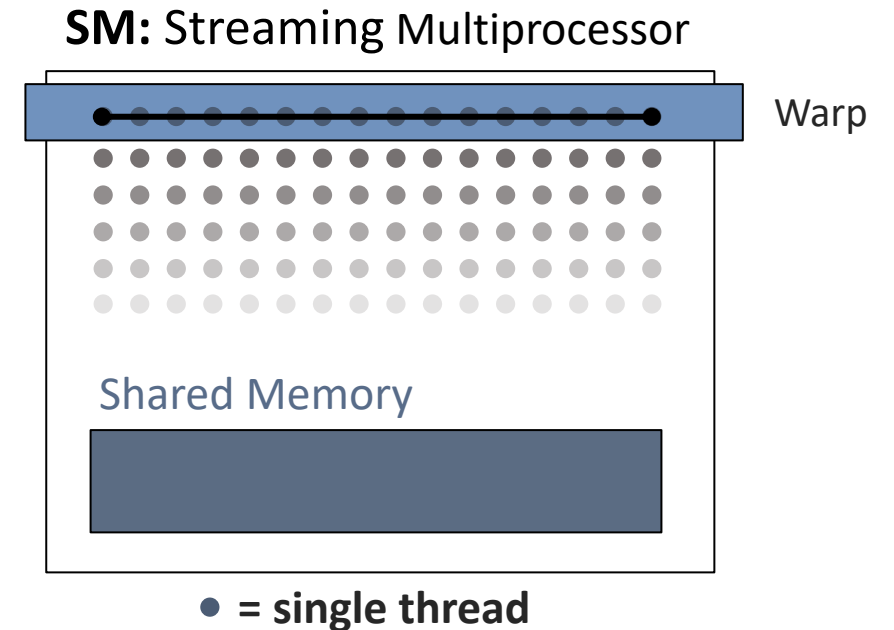 SM: Streaming Multiprocessor
Warp
Shared Memory
= single thread